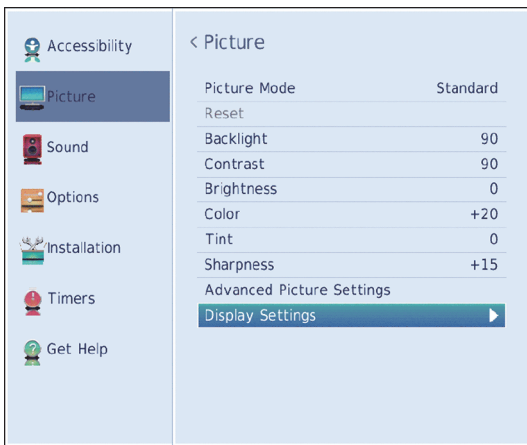 Accessibility
Picture
Sound
Options
Installation
Timers
Get Help
< Picture
Picture Mode Standard
Reset
Backlight 90
Contrast 90
Brightness 0
Color +20
Tint 0
Sharpness +15
Advanced Picture Settings
Display Settings